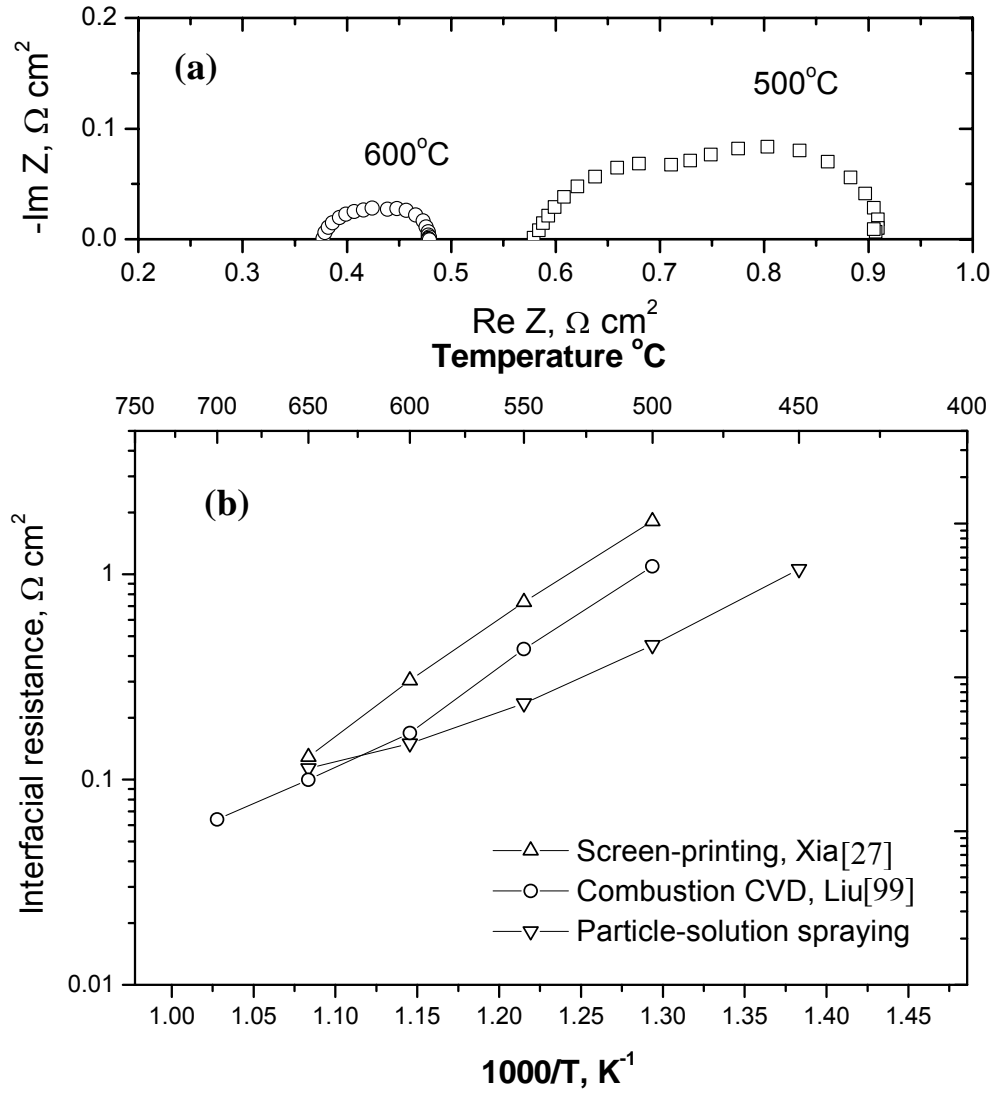 0.2
(a)
500°C
0.1
600°C
0.0
-Im Z, Ω cm²
0.2 0.3 0.4 0.5 0.6 0.7 0.8 0.9 1.0
Re Z, Ω cm²
Temperature °C
750 700 650 600 550 500 450 400
(b)
1
0.1
0.01
Interfacial resistance, Ω cm²
Screen-printing, Xia[27]
Combustion CVD, Liu[99]
Particle-solution spraying
1.00 1.05 1.10 1.15 1.20 1.25 1.30 1.35 1.40 1.45
1000/T, K⁻¹